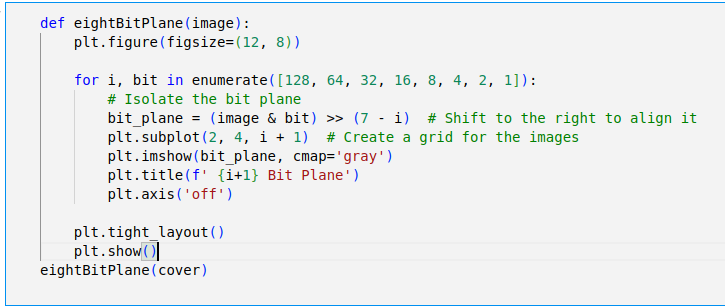 def eightBitPlane(image):
    plt.figure(figsize=(12, 8))

    for i, bit in enumerate([128, 64, 32, 16, 8, 4, 2, 1]):
        # Isolate the bit plane
        bit_plane = (image & bit) >> (7 - i)  # Shift to the right to align it
        plt.subplot(2, 4, i + 1)  # Create a grid for the images
        plt.imshow(bit_plane, cmap='gray')
        plt.title(f' {i+1} Bit Plane')
        plt.axis('off')

    plt.tight_layout()
    plt.show()
eightBitPlane(cover)